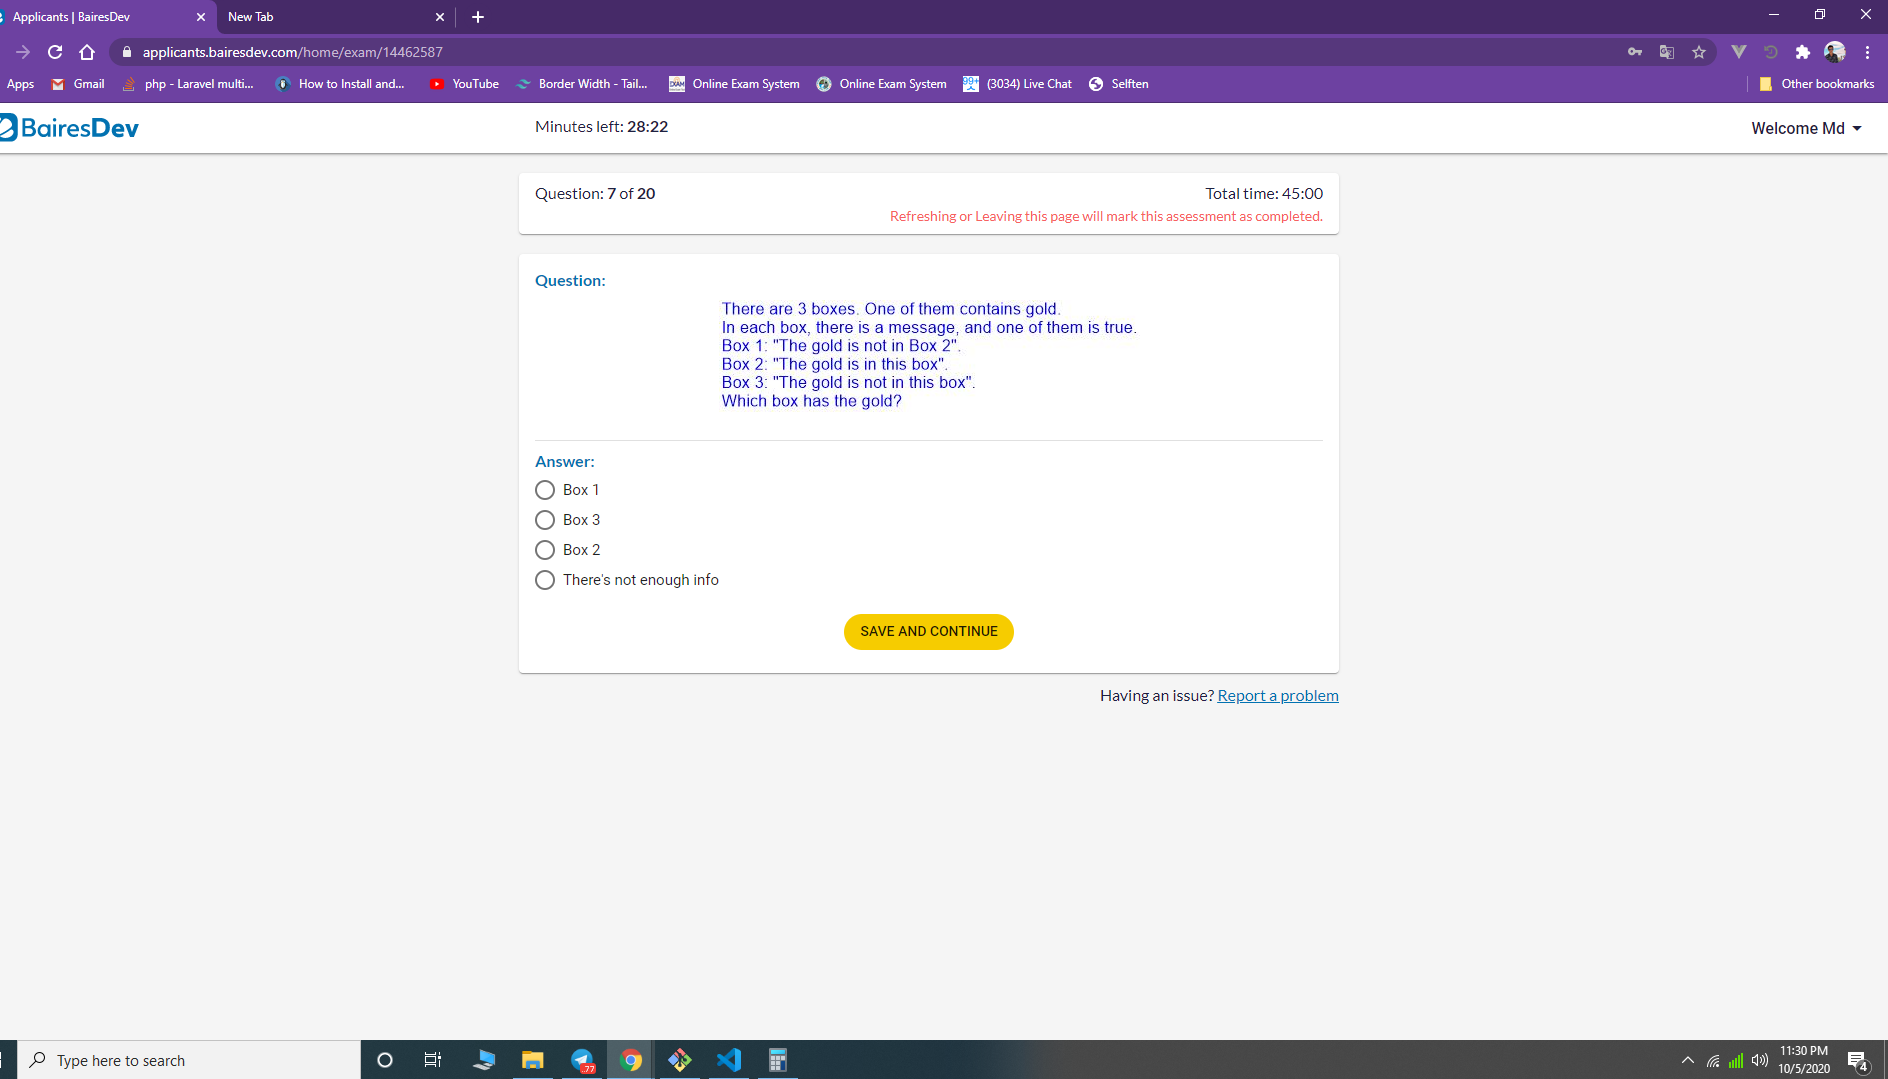 Applicants | BairesDev
New Tab
applicants.bairesdev.com/home/exam/14462587
Apps
Gmail
php - Laravel multi...
How to Install and...
YouTube
Border Width - Tail...
EXAM
Online Exam System
Online Exam System
99+
(3034) Live Chat
Selften
Other bookmarks
BairesDev
Minutes left: 28:22
Welcome Md
Question: 7 of 20
Total time: 45:00
Refreshing or Leaving this page will mark this assessment as completed.
Question:
There are 3 boxes. One of them contains gold.
In each box, there is a message, and one of them is true.
Box 1: "The gold is not in Box 2".
Box 2: "The gold is in this box".
Box 3: "The gold is not in this box".
Which box has the gold?
Answer:
Box 1
Box 3
Box 2
There's not enough info
SAVE AND CONTINUE
Having an issue? Report a problem
Type here to search
77
11:30 PM
10/5/2020
4